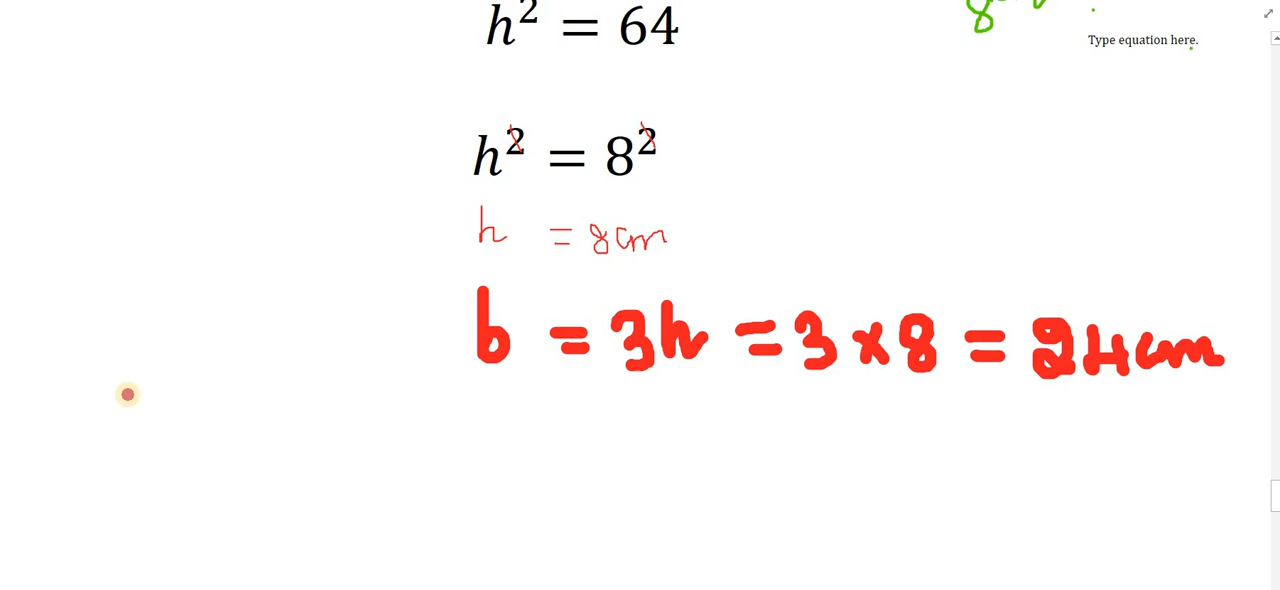 h² = 64
Type equation here.
h² = 8²
h = 8cm
b = 3h = 3 × 8 = 24cm